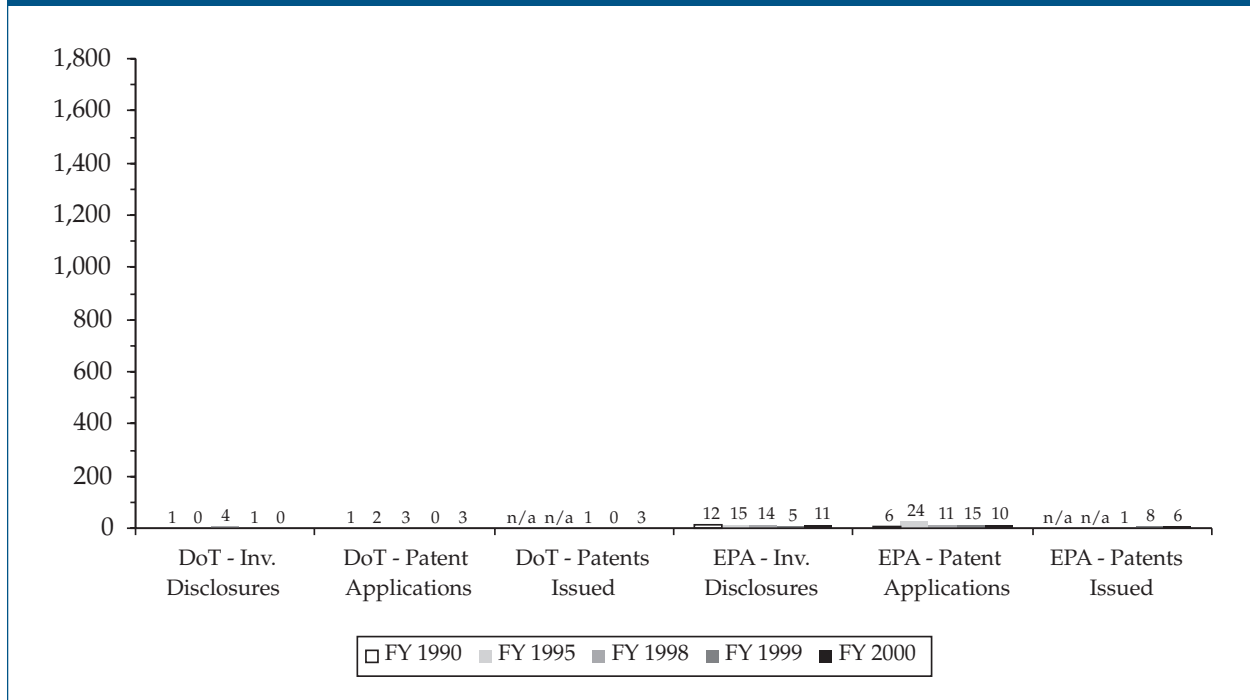 1,800
1,600
1,400
1,200
1,000
800
600
400
200
0
1 0 4 1 0
1 2 3 0 3
n/a n/a 1 0 3
12 15 14 5 11
6 24 11 15 10
n/a n/a 1 8 6
DoT - Inv.
Disclosures
DoT - Patent
Applications
DoT - Patents
Issued
EPA - Inv.
Disclosures
EPA - Patent
Applications
EPA - Patents
Issued
FY 1990 FY 1995 FY 1998 FY 1999 FY 2000